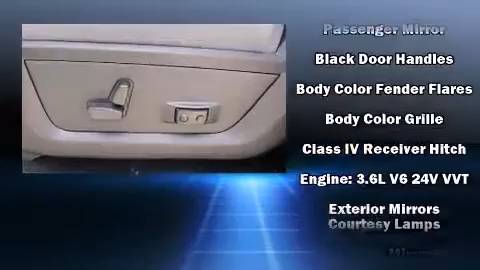 Passenger Mirror
Black Door Handles
Body Color Fender Flares
Body Color Grille
Class IV Receiver Hitch
Engine: 3.6L V6 24V VVT
Exterior Mirrors
Courtesy Lamps